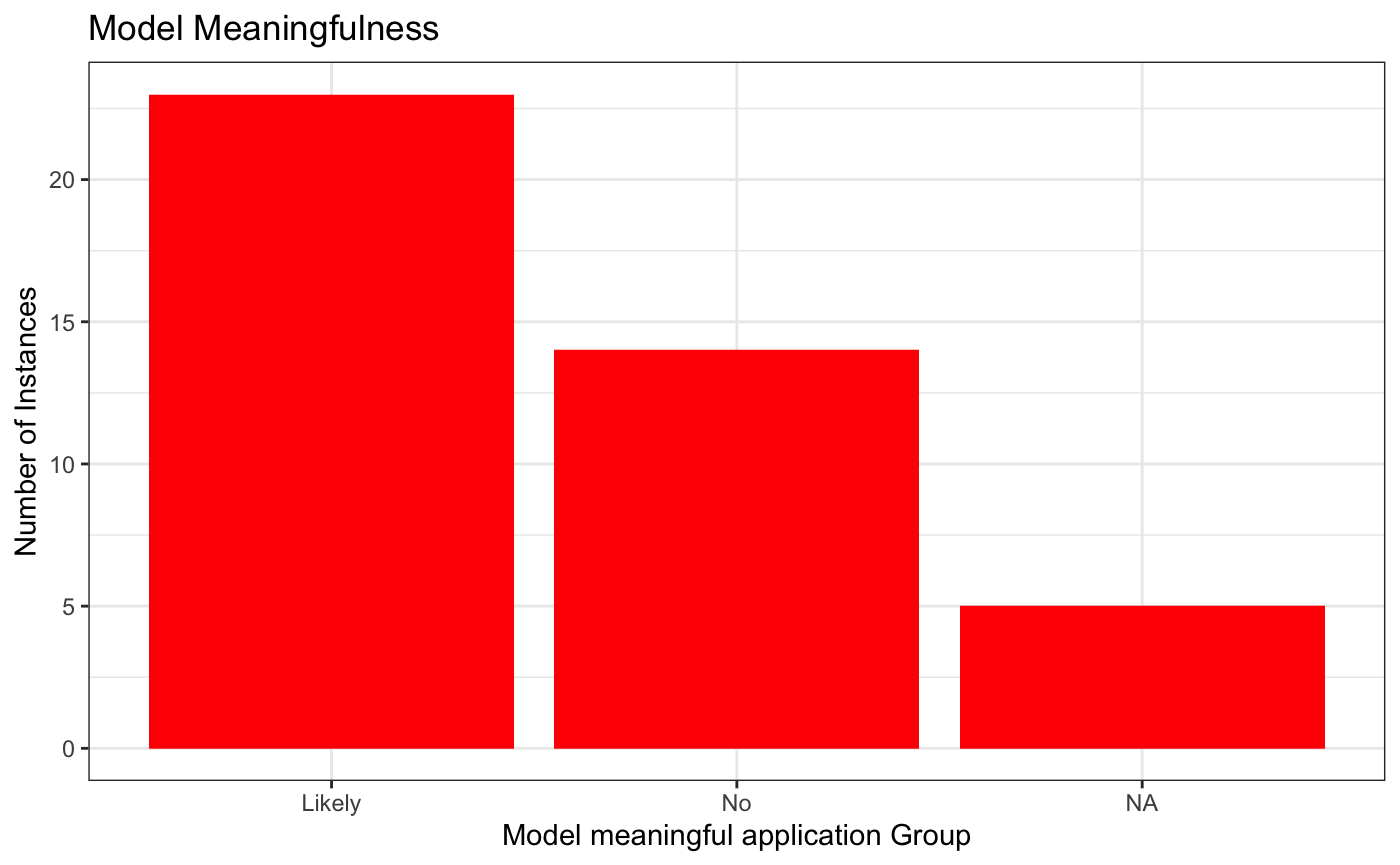 Model Meaningfulness
Number of Instances
20
15
10
5
0
Likely
No
NA
Model meaningful application Group